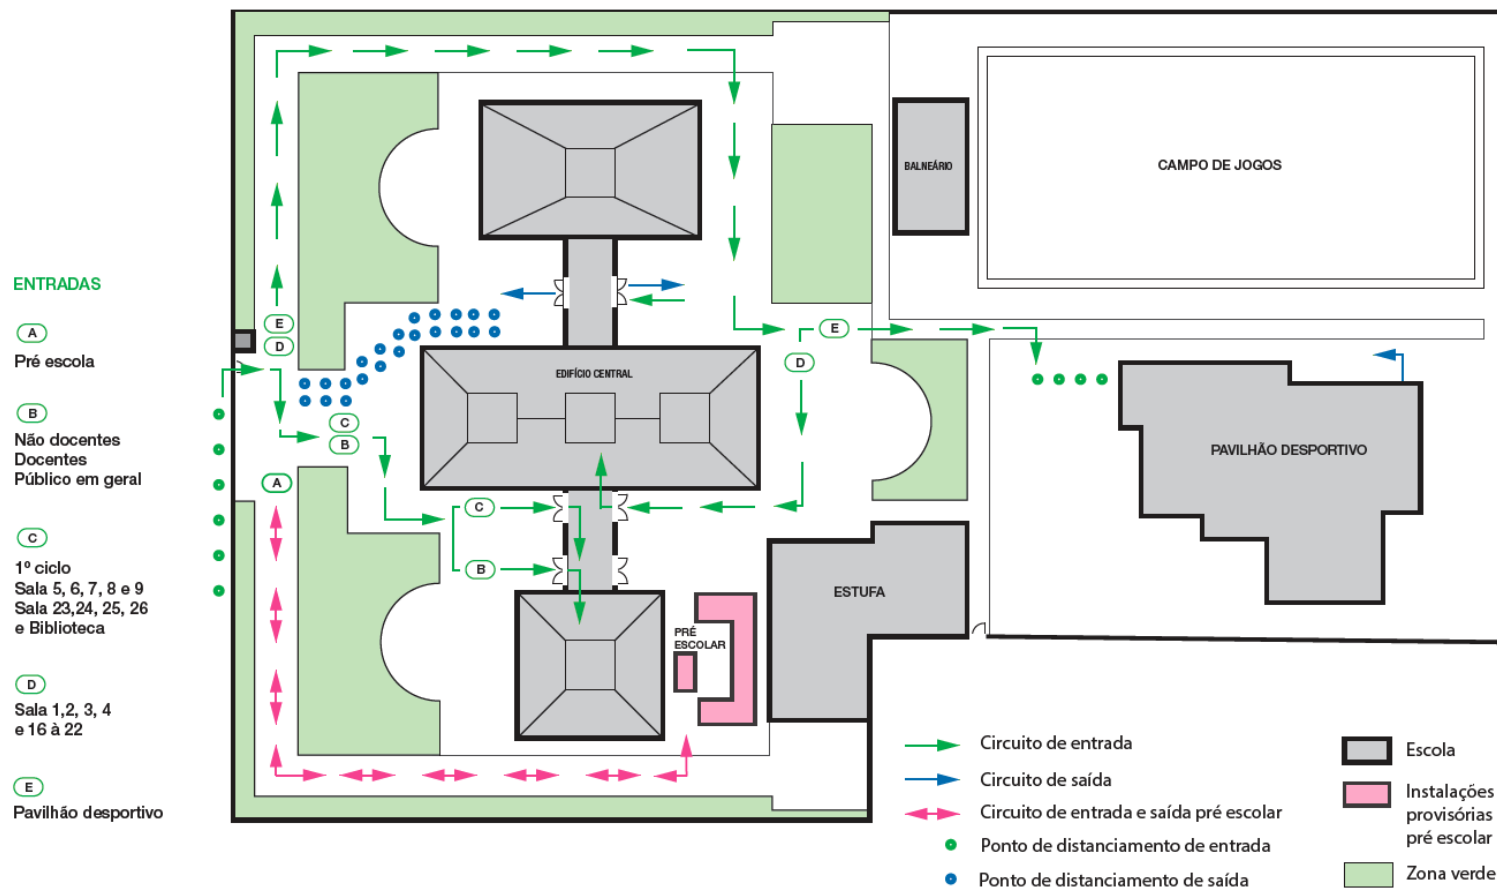 ENTRADAS
A
Pré escola
B
Não docentes
Docentes
Público em geral
C
1º ciclo
Sala 5, 6, 7, 8 e 9
Sala 23,24, 25, 26
e Biblioteca
D
Sala 1,2, 3, 4
e 16 à 22
E
Pavilhão desportivo
E
D
C
B
A
C
B
EDIFÍCIO CENTRAL
E
D
BALNEÁRIO
CAMPO DE JOGOS
PAVILHÃO DESPORTIVO
ESTUFA
PRÉ
ESCOLAR
Circuito de entrada
Circuito de saída
Circuito de entrada e saída pré escolar
Ponto de distanciamento de entrada
Ponto de distanciamento de saída
Escola
Instalações
provisórias
pré escolar
Zona verde